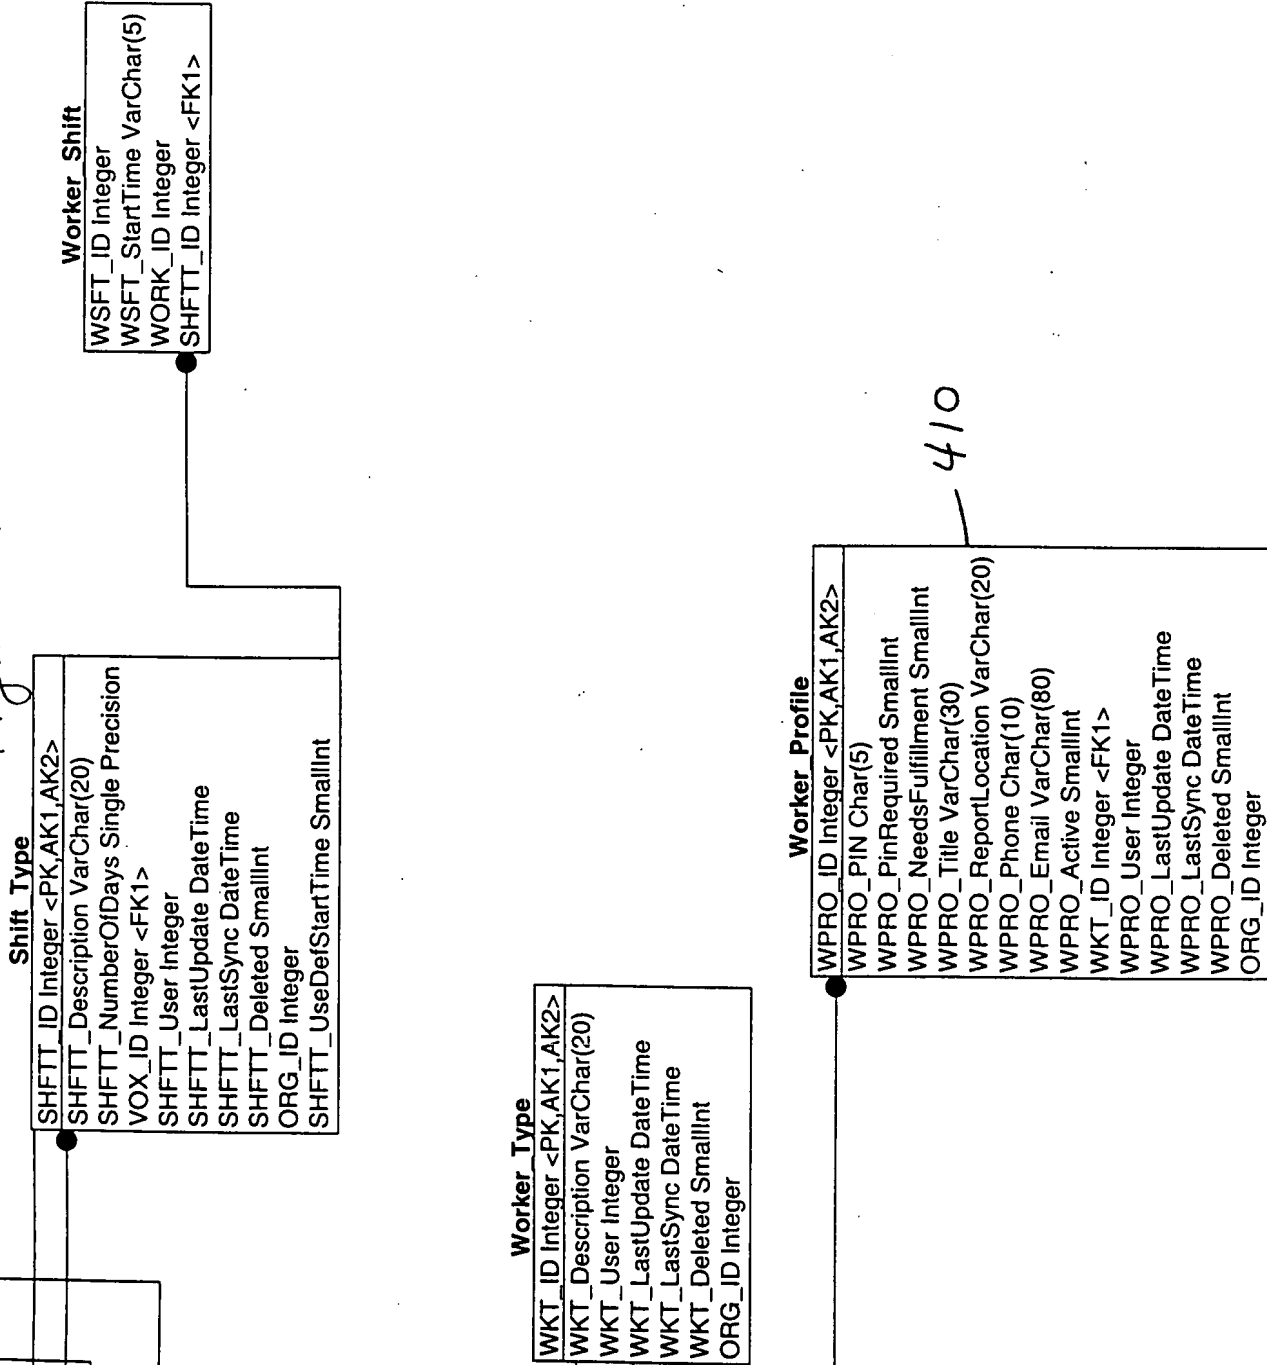 Shift_Type
SHFTT_ID Integer <PK,AK1,AK2>
SHFTT_Description VarChar(20)
SHFTT_NumberOfDays Single Precision
VOX_ID Integer <FK1>
SHFTT_User Integer
SHFTT_LastUpdate DateTime
SHFTT_LastSync DateTime
SHFTT_Deleted SmallInt
ORG_ID Integer
SHFTT_UseDefStartTime SmallInt
Worker_Shift
WSFT_ID Integer
WSFT_StartTime VarChar(5)
WORK_ID Integer
SHFTT_ID Integer <FK1>
Worker_Type
WKT_ID Integer <PK,AK1,AK2>
WKT_Description VarChar(20)
WKT_User Integer
WKT_LastUpdate DateTime
WKT_LastSync DateTime
WKT_Deleted SmallInt
ORG_ID Integer
Worker_Profile
WPRO_ID Integer <PK,AK1,AK2>
WPRO_PIN Char(5)
WPRO_PinRequired SmallInt
WPRO_NeedsFulfillment SmallInt
WPRO_Title VarChar(30)
WPRO_ReportLocation VarChar(20)
WPRO_Phone Char(10)
WPRO_Email VarChar(80)
WPRO_Active SmallInt
WKT_ID Integer <FK1>
WPRO_User Integer
WPRO_LastUpdate DateTime
WPRO_LastSync DateTime
WPRO_Deleted SmallInt
ORG_ID Integer
410